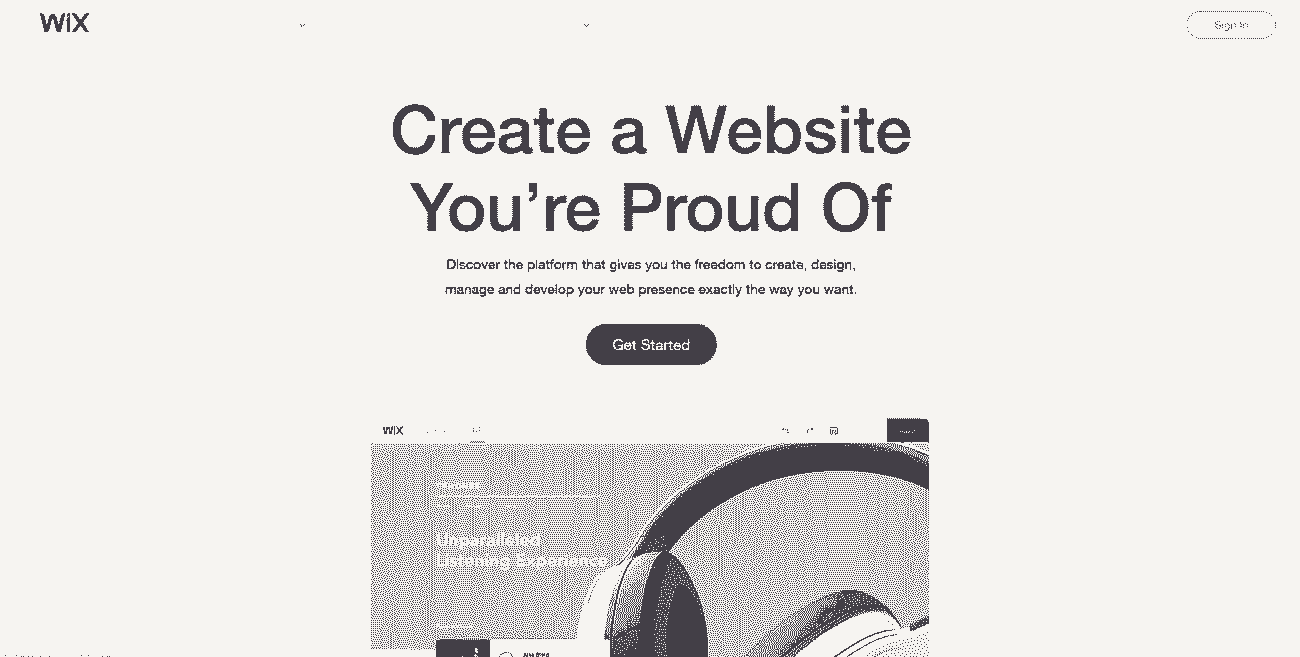 WIX
Sign In
Create a Website
You’re Proud Of
Discover the platform that gives you the freedom to create, design,
manage and develop your web presence exactly the way you want.
Get Started
WIX
Unparalleled
Listening Experience